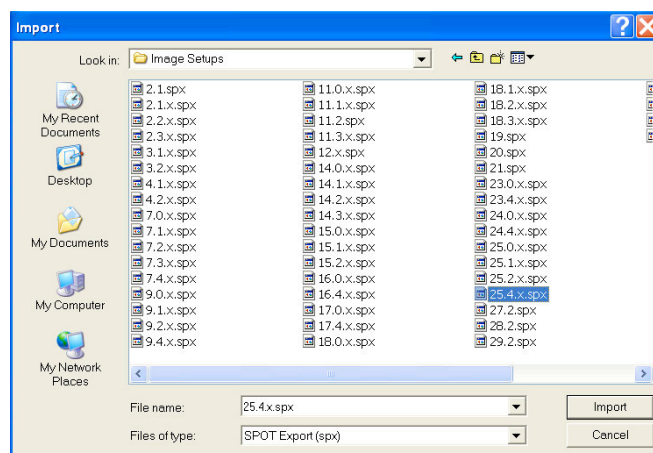 Import
Look in: Image Setups
My Recent
Documents
Desktop
My Documents
My Computer
My Network
Places
2.1.spx
2.1.x.spx
2.2.x.spx
2.3.x.spx
3.1.x.spx
3.2.x.spx
4.1.x.spx
4.2.x.spx
7.0.x.spx
7.1.x.spx
7.2.x.spx
7.3.x.spx
7.4.x.spx
9.0.x.spx
9.1.x.spx
9.2.x.spx
9.4.x.spx
11.0.x.spx
11.1.x.spx
11.2.spx
11.3.x.spx
12.x.spx
14.0.x.spx
14.1.x.spx
14.2.x.spx
14.3.x.spx
15.0.x.spx
15.1.x.spx
15.2.x.spx
16.0.x.spx
16.4.x.spx
17.0.x.spx
17.4.x.spx
18.0.x.spx
18.1.x.spx
18.2.x.spx
18.3.x.spx
19.spx
20.spx
21.spx
23.0.x.spx
23.4.x.spx
24.0.x.spx
24.4.x.spx
25.0.x.spx
25.1.x.spx
25.2.x.spx
25.4.x.spx
27.2.spx
28.2.spx
29.2.spx
File name: 25.4.x.spx Import
Files of type: SPOT Export (spx) Cancel